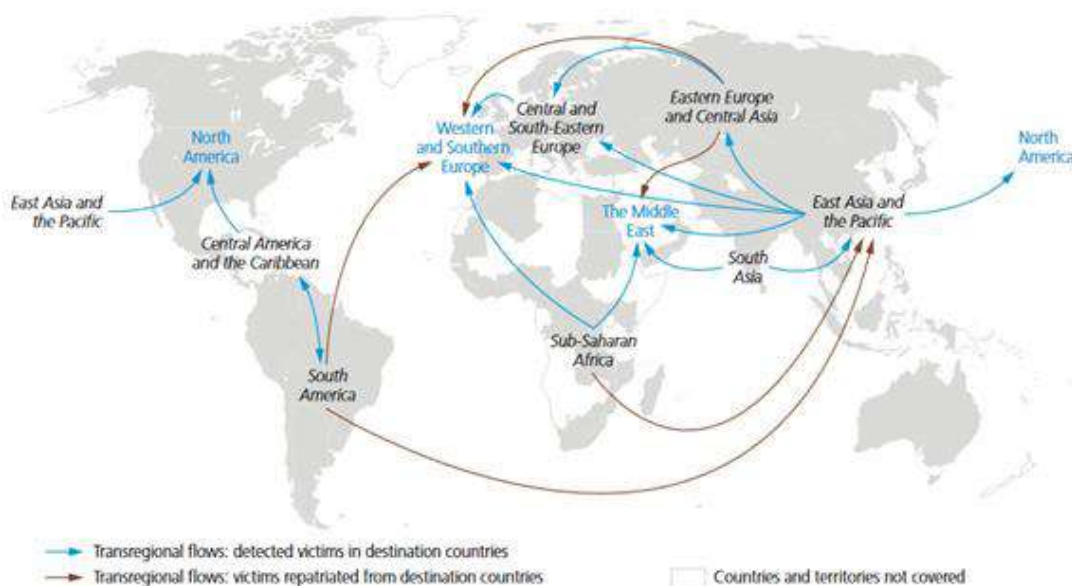 Eastern Europe
and Central Asia
Central and
South-Eastern
Europe
Western
and Southern
Europe
North
America
North
America
East Asia and
the Pacific
East Asia and
the Pacific
The Middle
East
South
Asia
Central America
and the Caribbean
Sub-Saharan
Africa
South
America
Transregional flows: detected victims in destination countries
Transregional flows: victims repatriated from destination countries
Countries and territories not covered